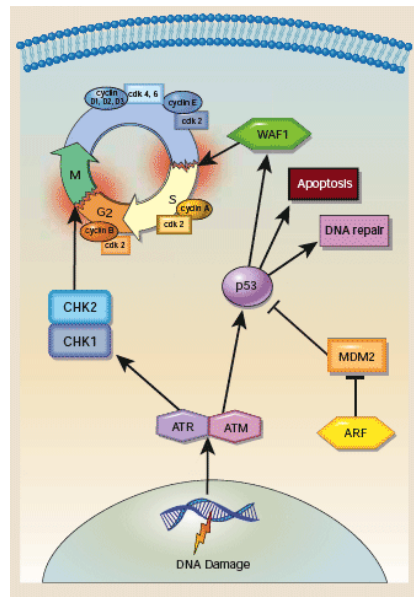 cyclin
D1, D2, D3
cdk 4, 6
cyclin E
cdk 2
WAF1
M
Apoptosis
S
cyclin A
G2
cdk 2
cyclin B
cdk 2
DNA repair
p53
CHK2
CHK1
MDM2
ATR
ATM
ARF
DNA Damage